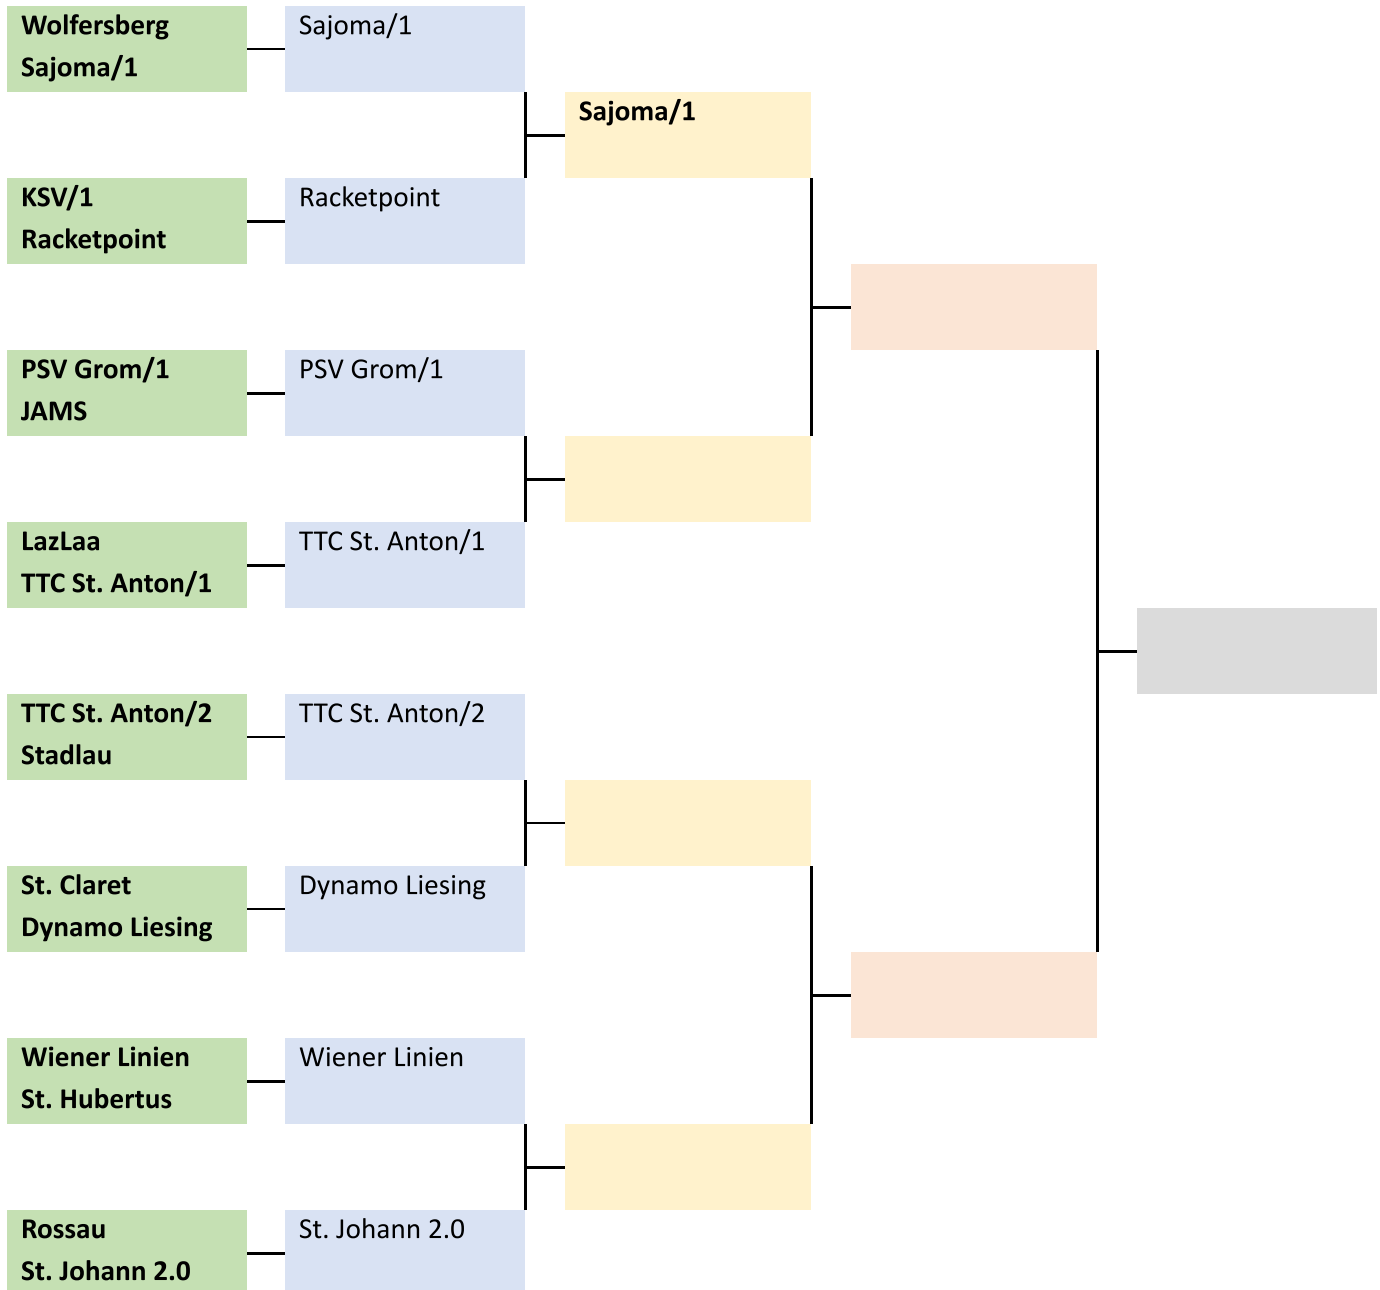 Wolfersberg
Sajoma/1
Sajoma/1
Sajoma/1
KSV/1
Racketpoint
Racketpoint
PSV Grom/1
JAMS
PSV Grom/1
LazLaa
TTC St. Anton/1
TTC St. Anton/1
TTC St. Anton/2
Stadlau
TTC St. Anton/2
St. Claret
Dynamo Liesing
Dynamo Liesing
Wiener Linien
St. Hubertus
Wiener Linien
Rossau
St. Johann 2.0
St. Johann 2.0